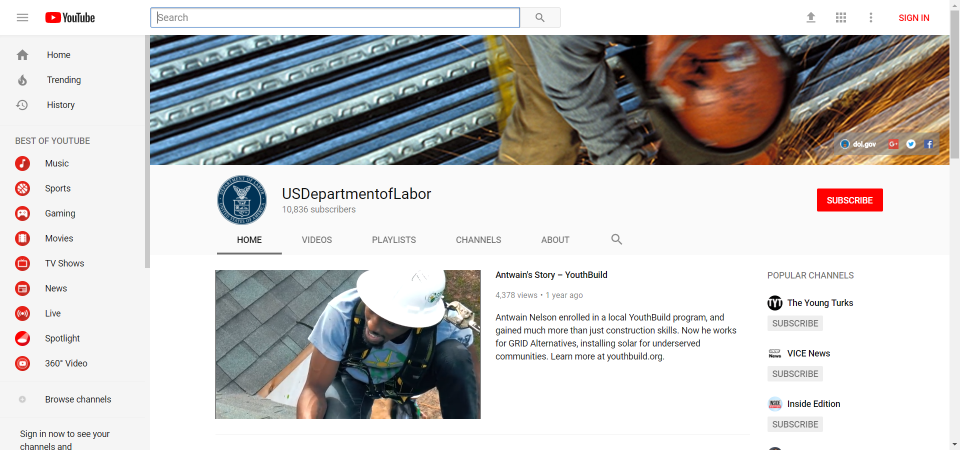 YouTube
Search
SIGN IN
Home
Trending
History
BEST OF YOUTUBE
Music
Sports
Gaming
Movies
TV Shows
News
Live
Spotlight
360° Video
Browse channels
Sign in now to see your
channels and
dol.gov
USDepartmentofLabor
10,836 subscribers
SUBSCRIBE
HOME
VIDEOS
PLAYLISTS
CHANNELS
ABOUT
Antwain's Story – YouthBuild
4,378 views • 1 year ago
Antwain Nelson enrolled in a local YouthBuild program, and
gained much more than just construction skills. Now he works
for GRID Alternatives, installing solar for underserved
communities. Learn more at youthbuild.org.
POPULAR CHANNELS
TYT
The Young Turks
SUBSCRIBE
VICE News
SUBSCRIBE
Inside Edition
SUBSCRIBE